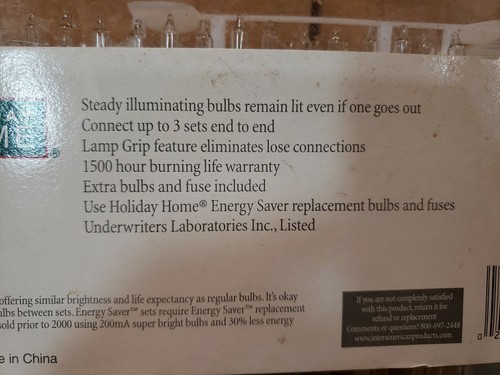 Steady illuminating bulbs remain lit even if one goes out
Connect up to 3 sets end to end
Lamp Grip feature eliminates lose connections
1500 hour burning life warranty
Extra bulbs and fuse included
Use Holiday Home® Energy Saver replacement bulbs and fuses
Underwriters Laboratories Inc., Listed
offering similar brightness and life expectancy as regular bulbs. It's okay
bulbs between sets. Energy Saver™ sets require Energy Saver™ replacement
sold prior to 2000 using 200mA super bright bulbs and 30% less energy
e in China
If you are not completely satisfied
with this product, return it for
refund or replacement
Comments or questions? 800-697-2448
www.interamericanproducts.com
®
0